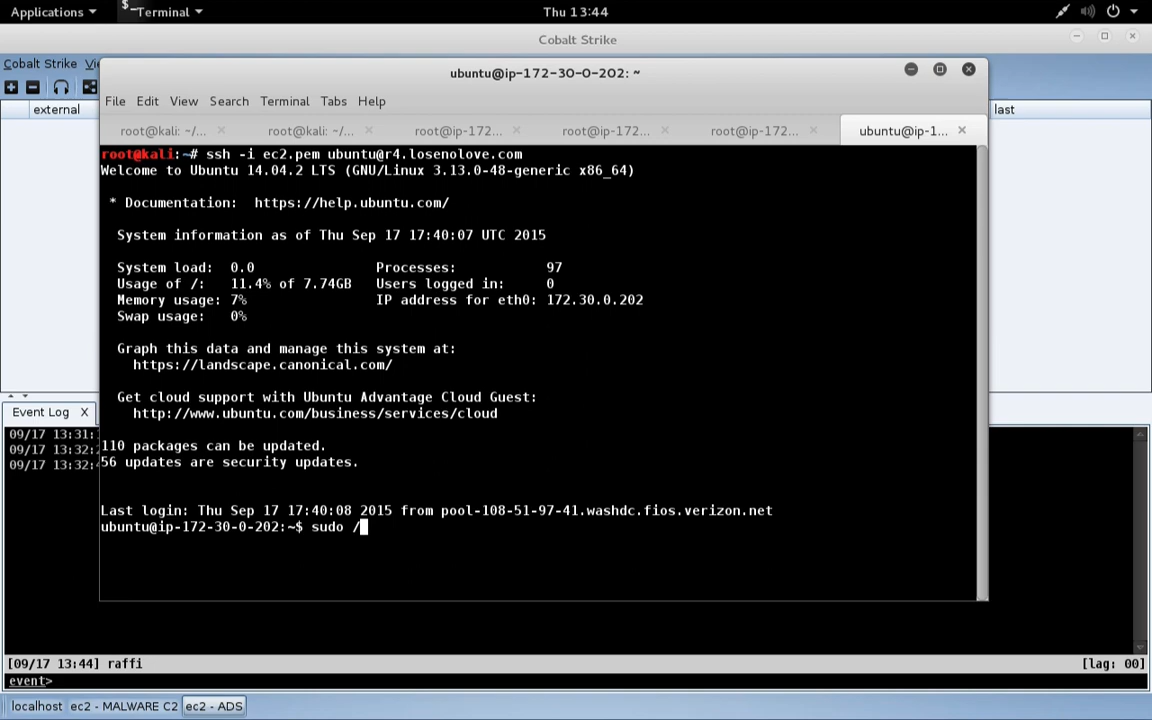 Applications
Terminal
Thu 13:44
Cobalt Strike
Cobalt Strike
external
last
ubuntu@ip-172-30-0-202: ~
File Edit View Search Terminal Tabs Help
root@kali: ~/... root@kali: ~/... root@ip-172... root@ip-172... root@ip-172... ubuntu@ip-1...
root@kali:~# ssh -i ec2.pem ubuntu@r4.losenolove.com
Welcome to Ubuntu 14.04.2 LTS (GNU/Linux 3.13.0-48-generic x86_64)
* Documentation:  https://help.ubuntu.com/
System information as of Thu Sep 17 17:40:07 UTC 2015
System load: 0.0 Processes: 97
Usage of /: 11.4% of 7.74GB Users logged in: 0
Memory usage: 7% IP address for eth0: 172.30.0.202
Swap usage: 0%
Graph this data and manage this system at:
https://landscape.canonical.com/
Get cloud support with Ubuntu Advantage Cloud Guest:
http://www.ubuntu.com/business/services/cloud
110 packages can be updated.
56 updates are security updates.
Last login: Thu Sep 17 17:40:08 2015 from pool-108-51-97-41.washdc.fios.verizon.net
ubuntu@ip-172-30-0-202:~$ sudo /
Event Log X
09/17 13:31:
09/17 13:32:
09/17 13:32:
[09/17 13:44] raffi [lag: 00]
event>
localhost ec2 - MALWARE C2 ec2 - ADS